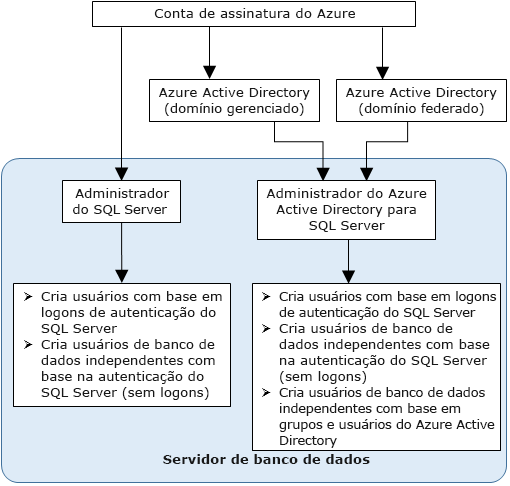 Conta de assinatura do Azure
Azure Active Directory
(domínio gerenciado)
Azure Active Directory
(domínio federado)
Administrador
do SQL Server
Administrador do Azure
Active Directory para
SQL Server
➢ Cria usuários com base em
logons de autenticação do
SQL Server
➢ Cria usuários de banco de
dados independentes com
base na autenticação do
SQL Server (sem logons)
➢ Cria usuários com base em logons
de autenticação do SQL Server
➢ Cria usuários de banco de
dados independentes com base
na autenticação do SQL Server
(sem logons)
➢ Cria usuários de banco de dados
independentes com base em
grupos e usuários do Azure Active
Directory
Servidor de banco de dados